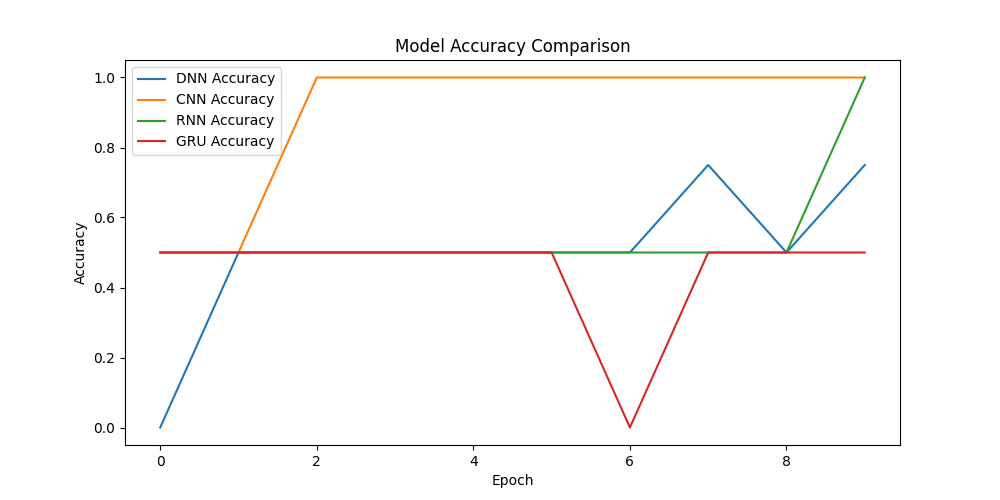 Model Accuracy Comparison
DNN Accuracy
CNN Accuracy
RNN Accuracy
GRU Accuracy
1.0
0.8
0.6
0.4
0.2
0.0
Accuracy
0 2 4 6 8
Epoch